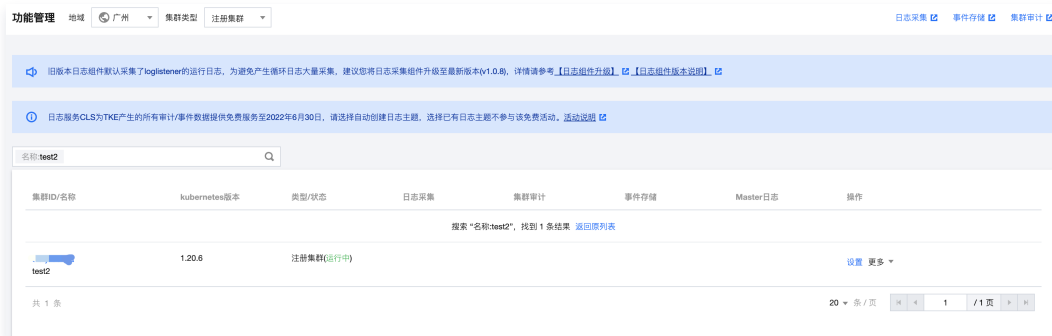 功能管理 地域 广州 集群类型 注册集群 日志采集 事件存储 集群审计
旧版本日志组件默认采集了loglistener的运行日志，为避免产生循环日志大量采集，建议您将日志采集组件升级至最新版本(v1.0.8)，详情请参考【日志组件升级】 【日志组件版本说明】
日志服务CLS为TKE产生的所有审计/事件数据提供免费服务至2022年6月30日，请选择自动创建日志主题，选择已有日志主题不参与该免费活动。活动说明
名称:test2
集群ID/名称 kubernetes版本 类型/状态 日志采集 集群审计 事件存储 Master日志 操作
搜索 “名称:test2”，找到 1 条结果 返回原列表
1.20.6 注册集群(运行中) 设置 更多
test2
共 1 条 20 条 / 页 1 / 1 页